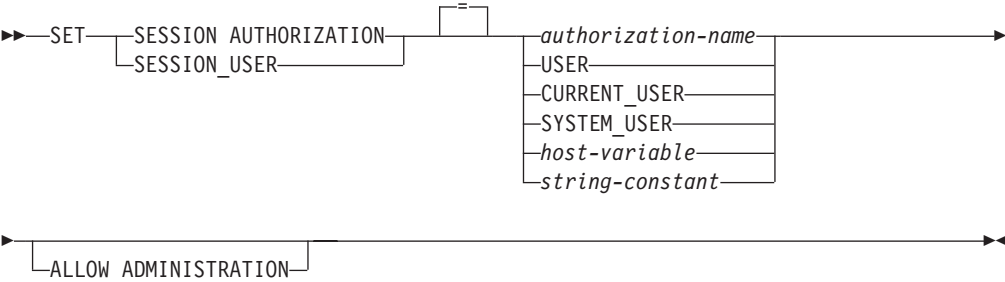 =
SET SESSION AUTHORIZATION authorization-name
SESSION_USER USER
CURRENT_USER
SYSTEM_USER
host-variable
string-constant
ALLOW ADMINISTRATION